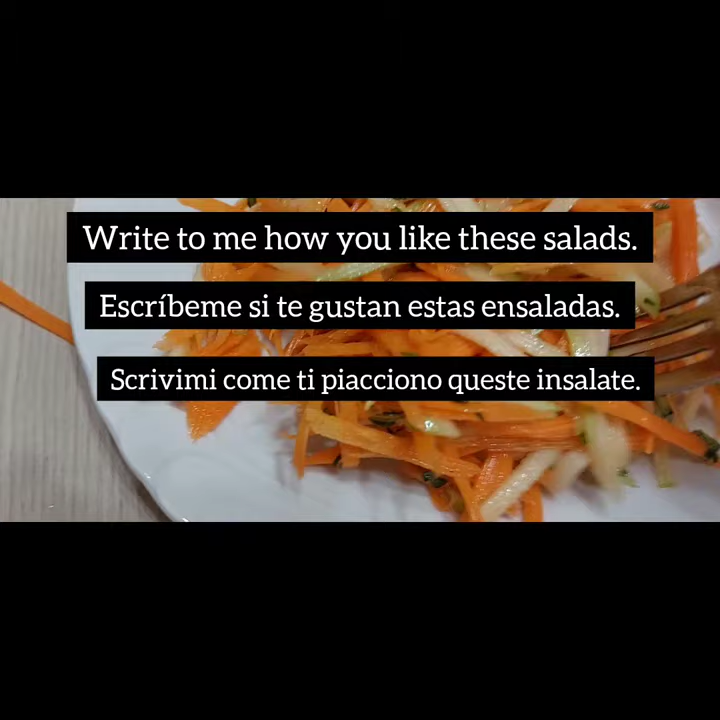 Write to me how you like these salads.
Escríbeme si te gustan estas ensaladas.
Scrivimi come ti piacciono queste insalate.